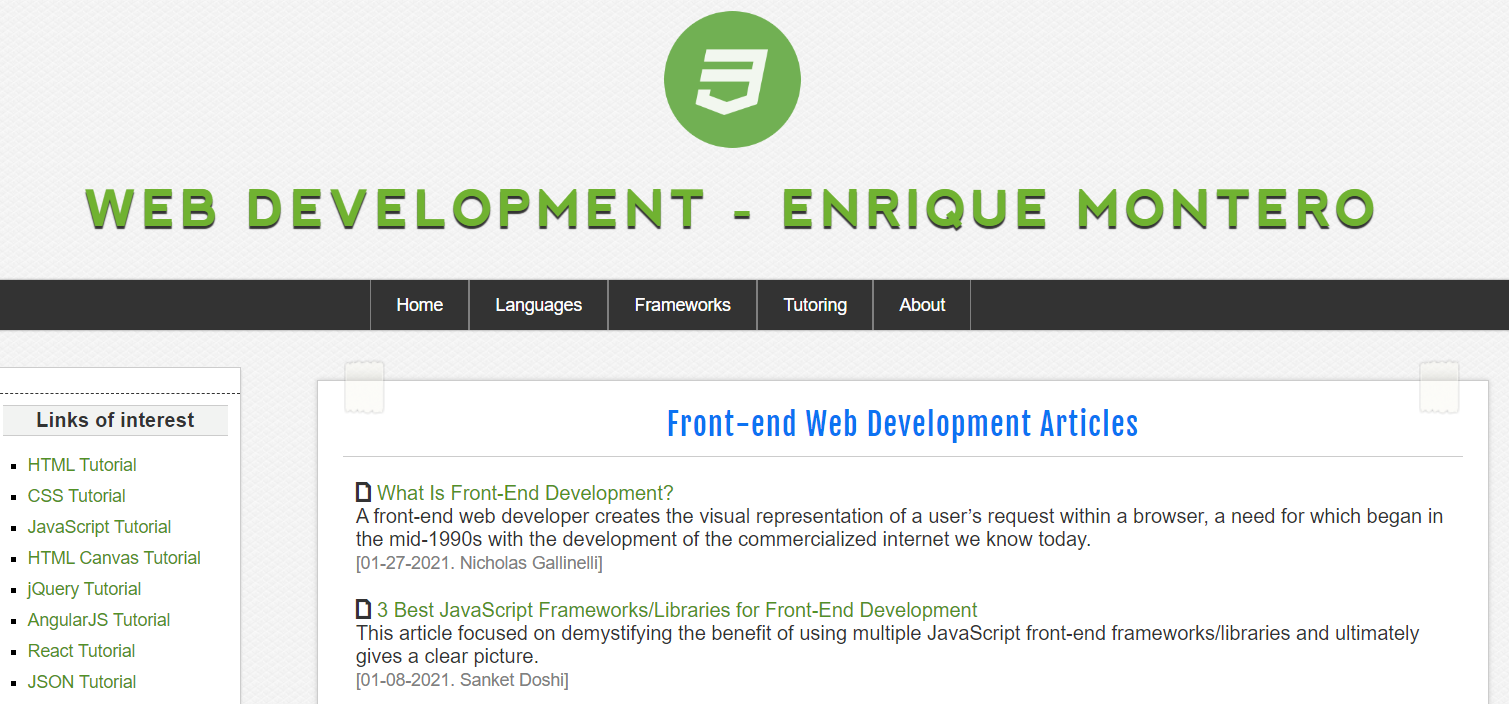 WEB DEVELOPMENT - ENRIQUE MONTERO
Home Languages Frameworks Tutoring About
Links of interest
HTML Tutorial
CSS Tutorial
JavaScript Tutorial
HTML Canvas Tutorial
jQuery Tutorial
AngularJS Tutorial
React Tutorial
JSON Tutorial
Front-end Web Development Articles
What Is Front-End Development?
A front-end web developer creates the visual representation of a user’s request within a browser, a need for which began in
the mid-1990s with the development of the commercialized internet we know today.
[01-27-2021. Nicholas Gallinelli]
3 Best JavaScript Frameworks/Libraries for Front-End Development
This article focused on demystifying the benefit of using multiple JavaScript front-end frameworks/libraries and ultimately
gives a clear picture.
[01-08-2021. Sanket Doshi]